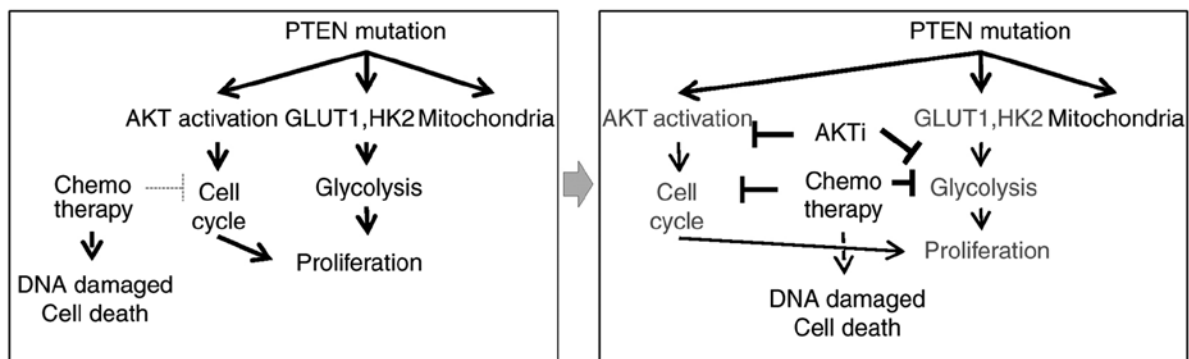 PTEN mutation
AKT activation GLUT1,HK2 Mitochondria
Chemo
therapy
Cell
cycle
Glycolysis
Proliferation
DNA damaged
Cell death
PTEN mutation
AKT activation
AKTi
GLUT1,HK2 Mitochondria
Cell
cycle
Chemo
therapy
Glycolysis
Proliferation
DNA damaged
Cell death